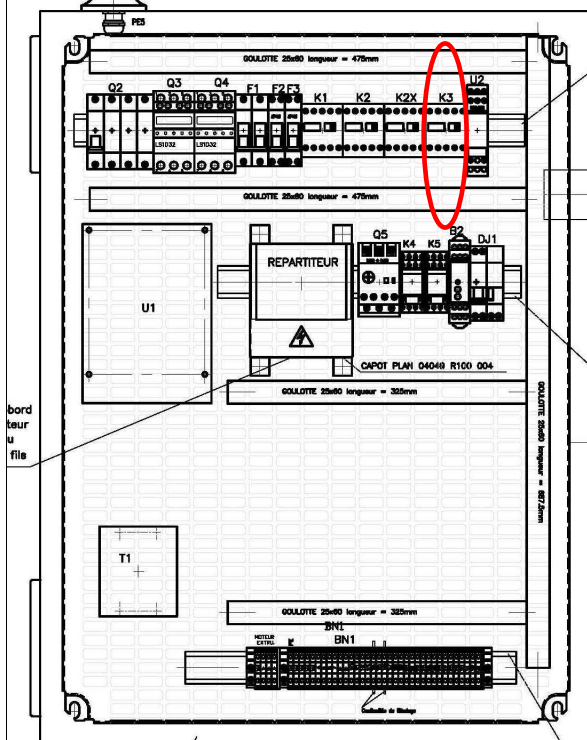 PE5
GOULOTTE 25x60 longueur = 475mm
Q2 Q3 Q4 F1 F2 F3 K1 K2 K2X K3 U2
LS1D32 LS1D32
GOULOTTE 25x60 longueur = 475mm
Q5 K4 K5 B2 DJ1
REPARTITEUR
U1
CAPOT PLAN 04049 R100 004
GOULOTTE 25x60 longueur = 325mm
bord
teur
u
file
GOULOTTE 25x60 longueur = 667.5mm
T1
GOULOTTE 25x60 longueur = 325mm
BN1
MOTEUR
EXTRU.
BN1